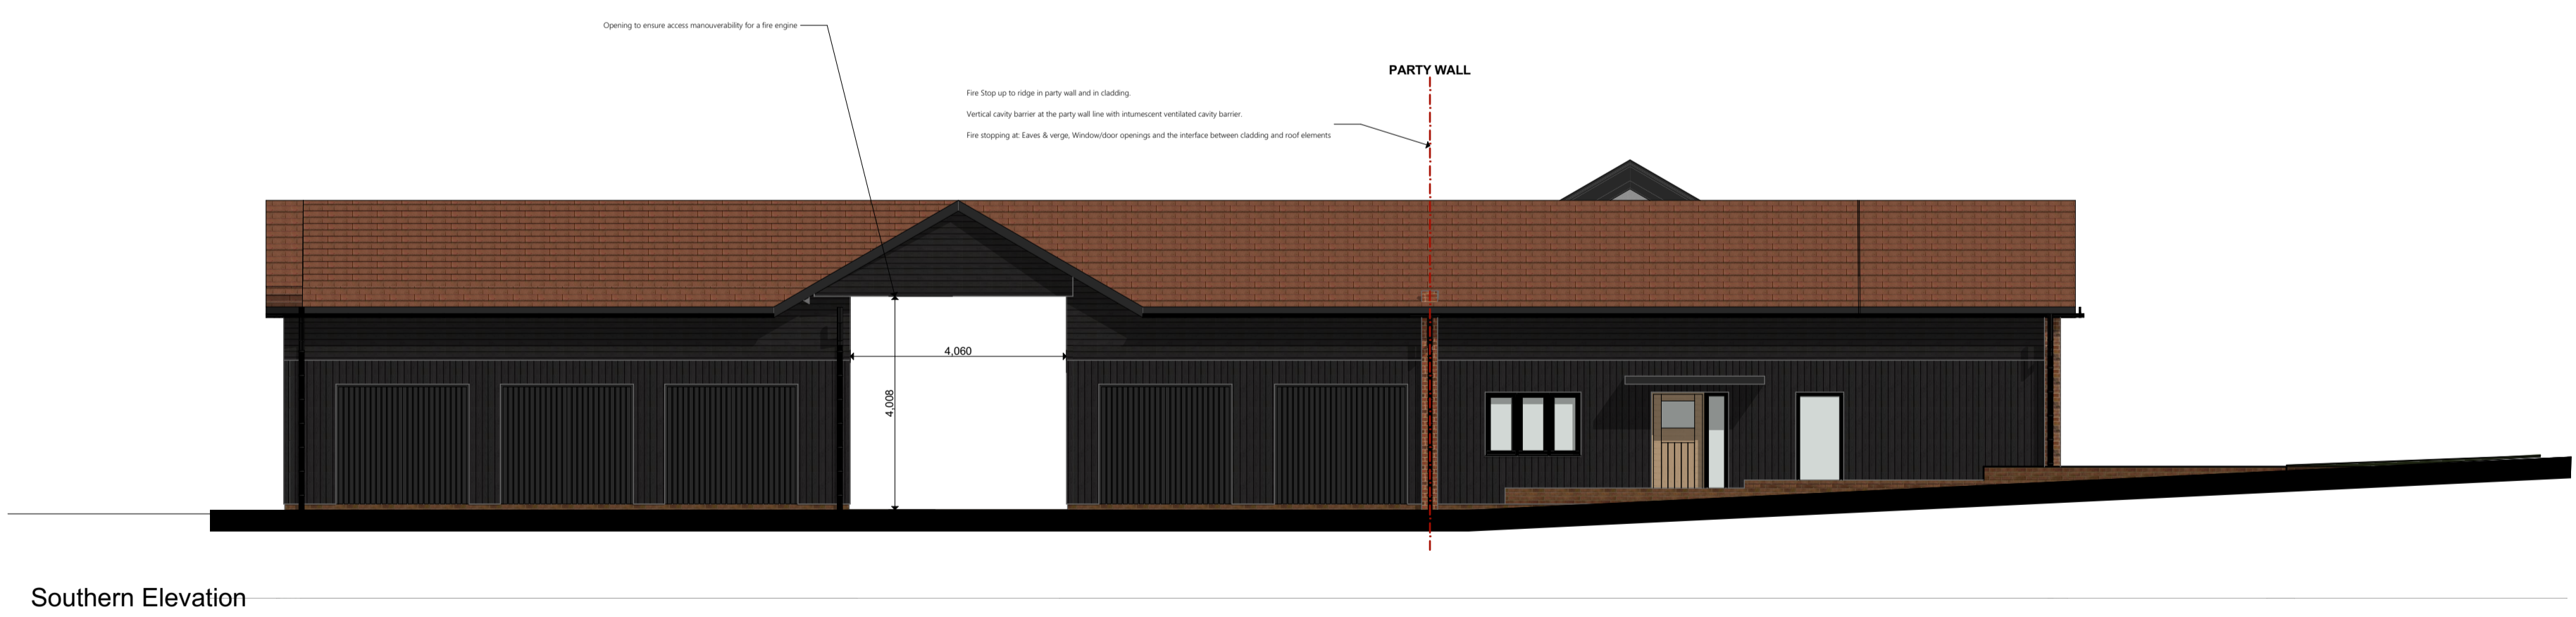 Opening to ensure access manouverability for a fire engine
PARTY WALL
Fire Stop up to ridge in party wall and in cladding.
Vertical cavity barrier at the party wall line with intumescent ventilated cavity barrier.
Fire stopping at: Eaves & verge, Window/door openings and the interface between cladding and roof elements
4,060
4,008
Southern Elevation